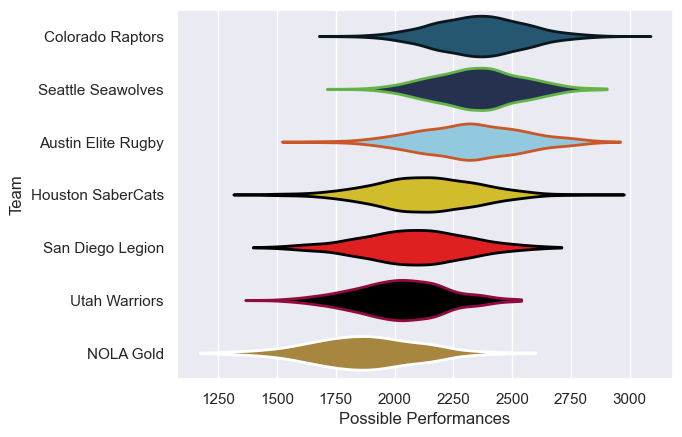 Colorado Raptors
Seattle Seawolves
Austin Elite Rugby
Houston SaberCats
San Diego Legion
Utah Warriors
NOLA Gold
Team
1250 1500 1750 2000 2250 2500 2750 3000
Possible Performances